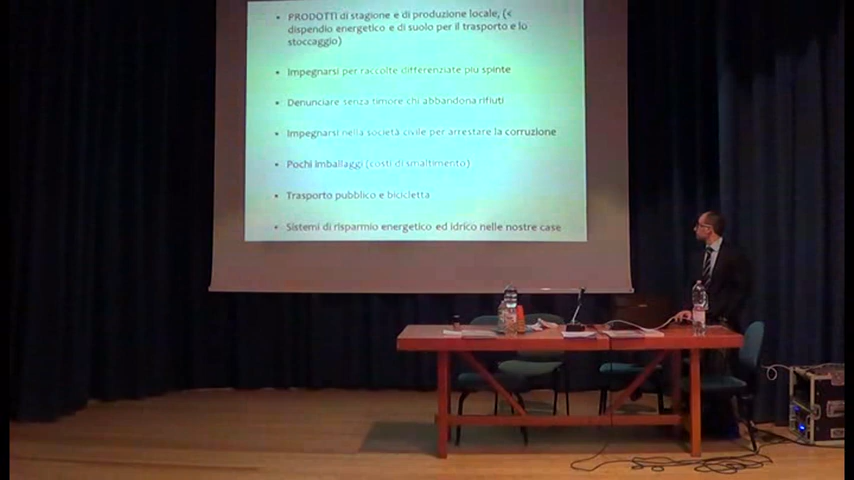 • PRODOTTI di stagione e di produzione locale, (<
dispendio energetico e di suolo per il trasporto e lo
stoccaggio)
• Impegnarsi per raccolte differenziate più spinte
• Denunciare senza timore chi abbandona rifiuti
• Impegnarsi nella società civile per arrestare la corruzione
• Pochi imballaggi (costi di smaltimento)
• Trasporto pubblico e bicicletta
• Sistemi di risparmio energetico ed idrico nelle nostre case